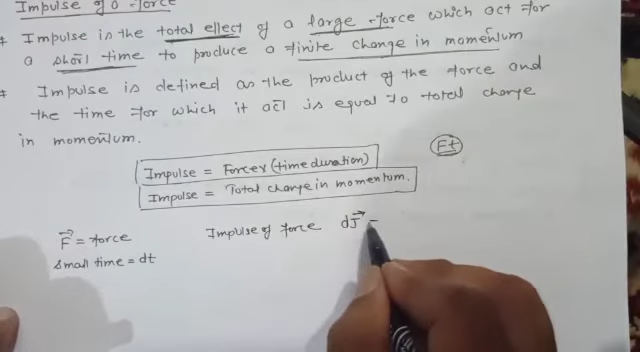 Impulse of a force
* Impulse is the total effect of a large force which act for
a short time to produce a finite change in momentum
* Impulse is defined as the product of the force and
the time for which it act is equal to total change
in momentum.
Ft
Impulse = Force x (time duration)
Impulse = Total change in momentum.
F⃗ = force
Impulse of force dJ⃗ =
small time = dt